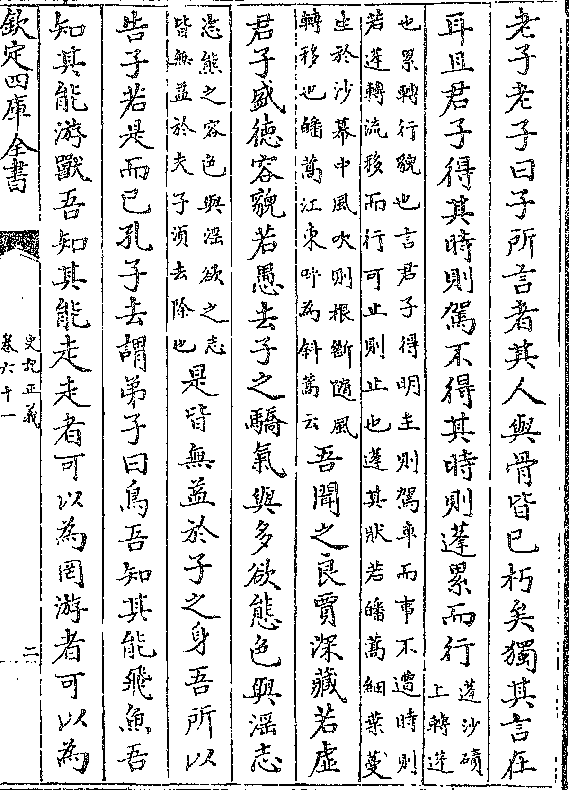 老子老子曰子所言者其人與骨皆已朽矣獨其言在
耳且君子得其時則駕不得其時則蓬累而行
蓬沙磧
上轉蓬
也累轉行貌也言君子得明主則駕車而事不遭時則
若蓬轉流移而行可止則止也蓬其狀若皤蒿細葉蔓
生於沙幕中風吹則根斷隨風
轉移也皤蒿江東呼為斜蒿云
吾聞之良賈深藏若虛
君子盛徳容貌若愚去子之驕氣與多欲態色與淫志
恣態之容色與淫欲之志
皆無益於夫子須去除也
是皆無益於子之身吾所以
告子若是而已孔子去謂弟子曰鳥吾知其能飛魚吾
知其能游獸吾知其能走走者可以為罔游者可以為
欽定四庫全書
史記正義
卷六十一
二